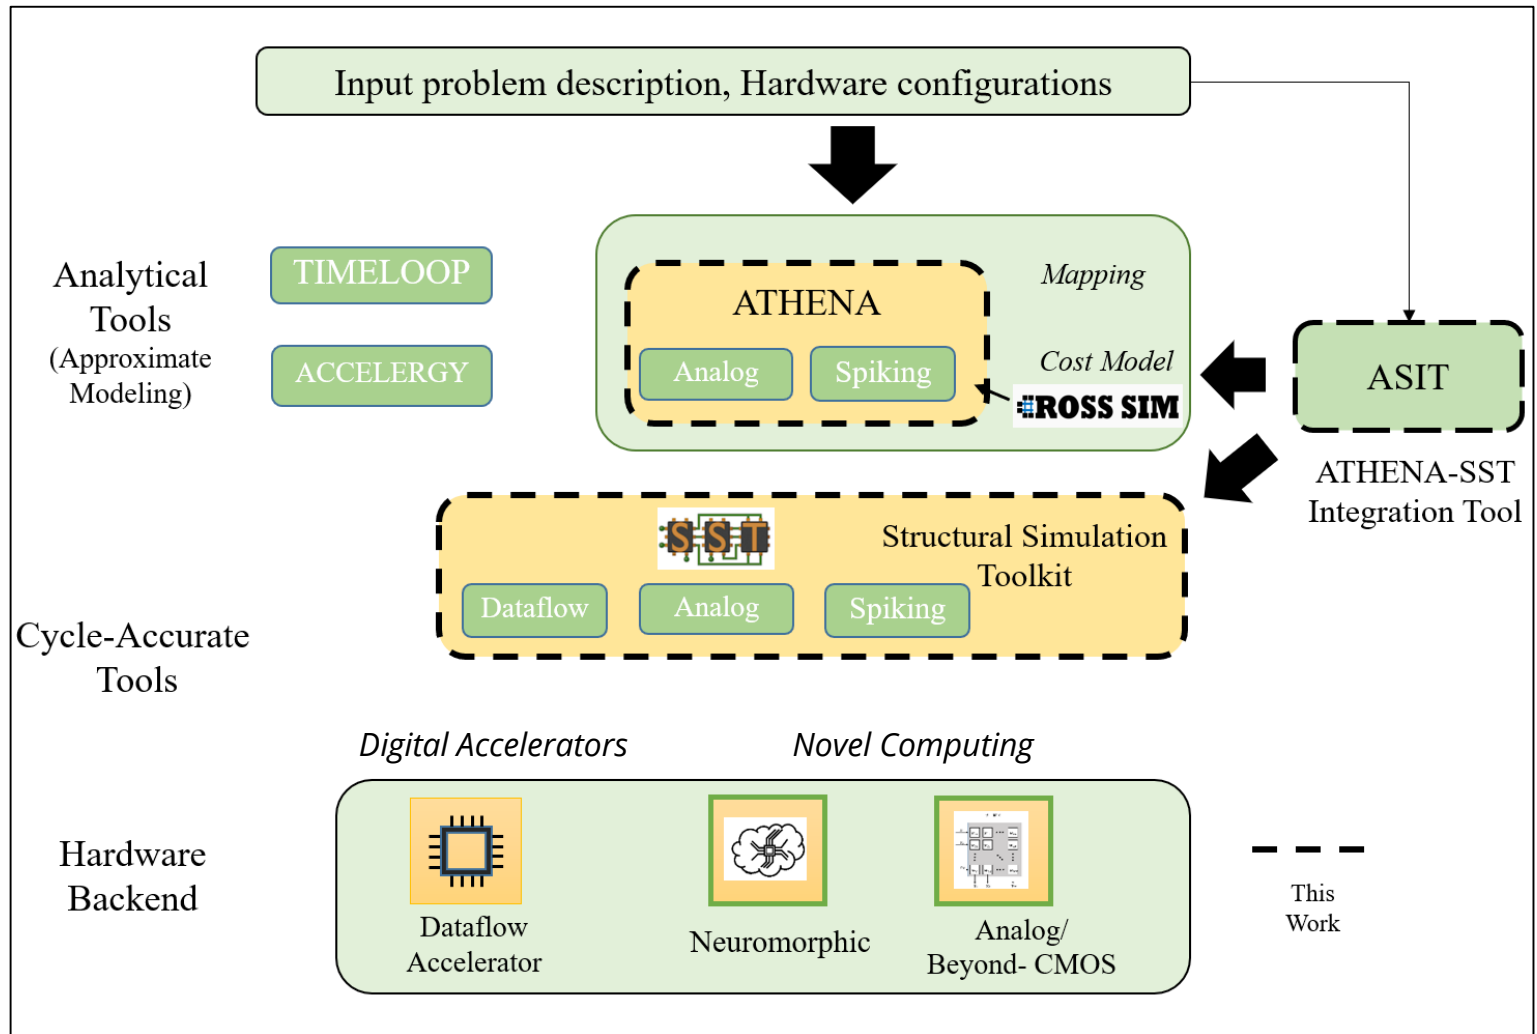 Input problem description, Hardware configurations
Analytical
Tools
(Approximate
Modeling)
TIMELOOP
ACCELERGY
ATHENA
Analog
Spiking
Mapping
Cost Model
ROSS SIM
ASIT
ATHENA-SST
Integration Tool
Cycle-Accurate
Tools
SST
Structural Simulation
Toolkit
Dataflow
Analog
Spiking
Digital Accelerators
Novel Computing
Hardware
Backend
Dataflow
Accelerator
Neuromorphic
Analog/
Beyond- CMOS
This
Work